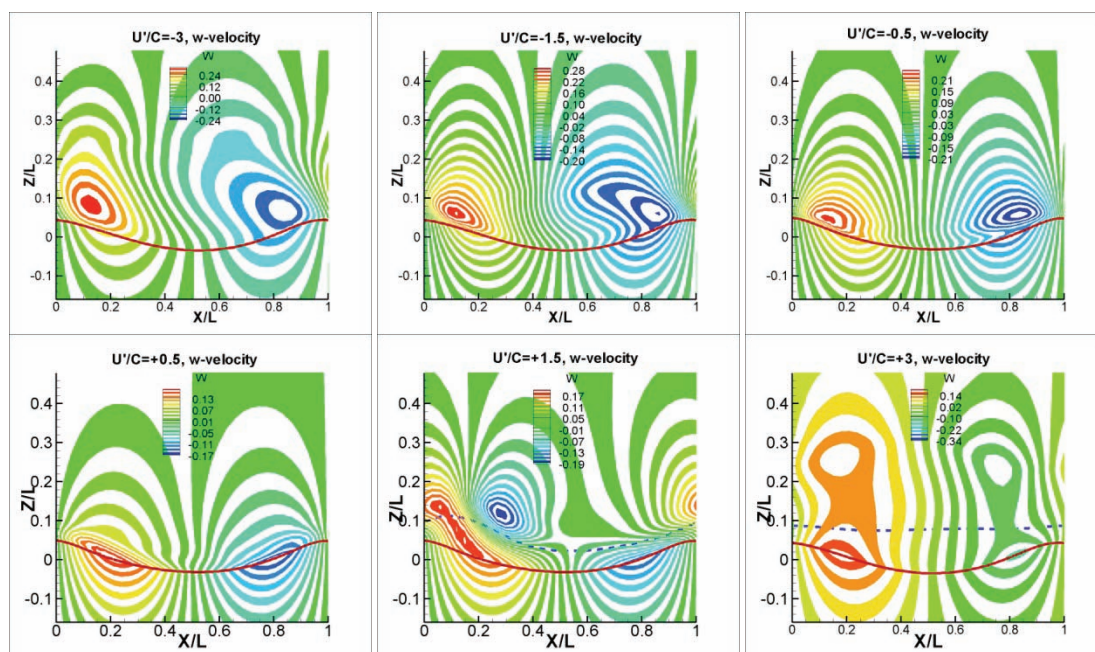 U'/C=-3, w-velocity
W
0.24
0.12
0.00
-0.12
-0.24
Z/L
0.4
0.3
0.2
0.1
0
-0.1
0 0.2 0.4 0.6 0.8 1
X/L
U'/C=-1.5, w-velocity
W
0.28
0.22
0.16
0.10
0.04
-0.02
-0.08
-0.14
-0.20
Z/L
0.4
0.3
0.2
0.1
0
-0.1
0 0.2 0.4 0.6 0.8 1
X/L
U'/C=-0.5, w-velocity
W
0.21
0.15
0.09
0.03
-0.03
-0.09
-0.15
-0.21
Z/L
0.4
0.3
0.2
0.1
0
-0.1
0 0.2 0.4 0.6 0.8 1
X/L
U'/C=+0.5, w-velocity
W
0.13
0.07
0.01
-0.05
-0.11
-0.17
Z/L
0.4
0.3
0.2
0.1
0
-0.1
0 0.2 0.4 0.6 0.8 1
X/L
U'/C=+1.5, w-velocity
W
0.17
0.11
0.05
-0.01
-0.07
-0.13
-0.19
Z/L
0.4
0.3
0.2
0.1
0
-0.1
0 0.2 0.4 0.6 0.8 1
X/L
U'/C=+3, w-velocity
W
0.14
0.02
-0.10
-0.22
-0.34
Z/L
0.4
0.3
0.2
0.1
0
-0.1
0 0.2 0.4 0.6 0.8 1
X/L